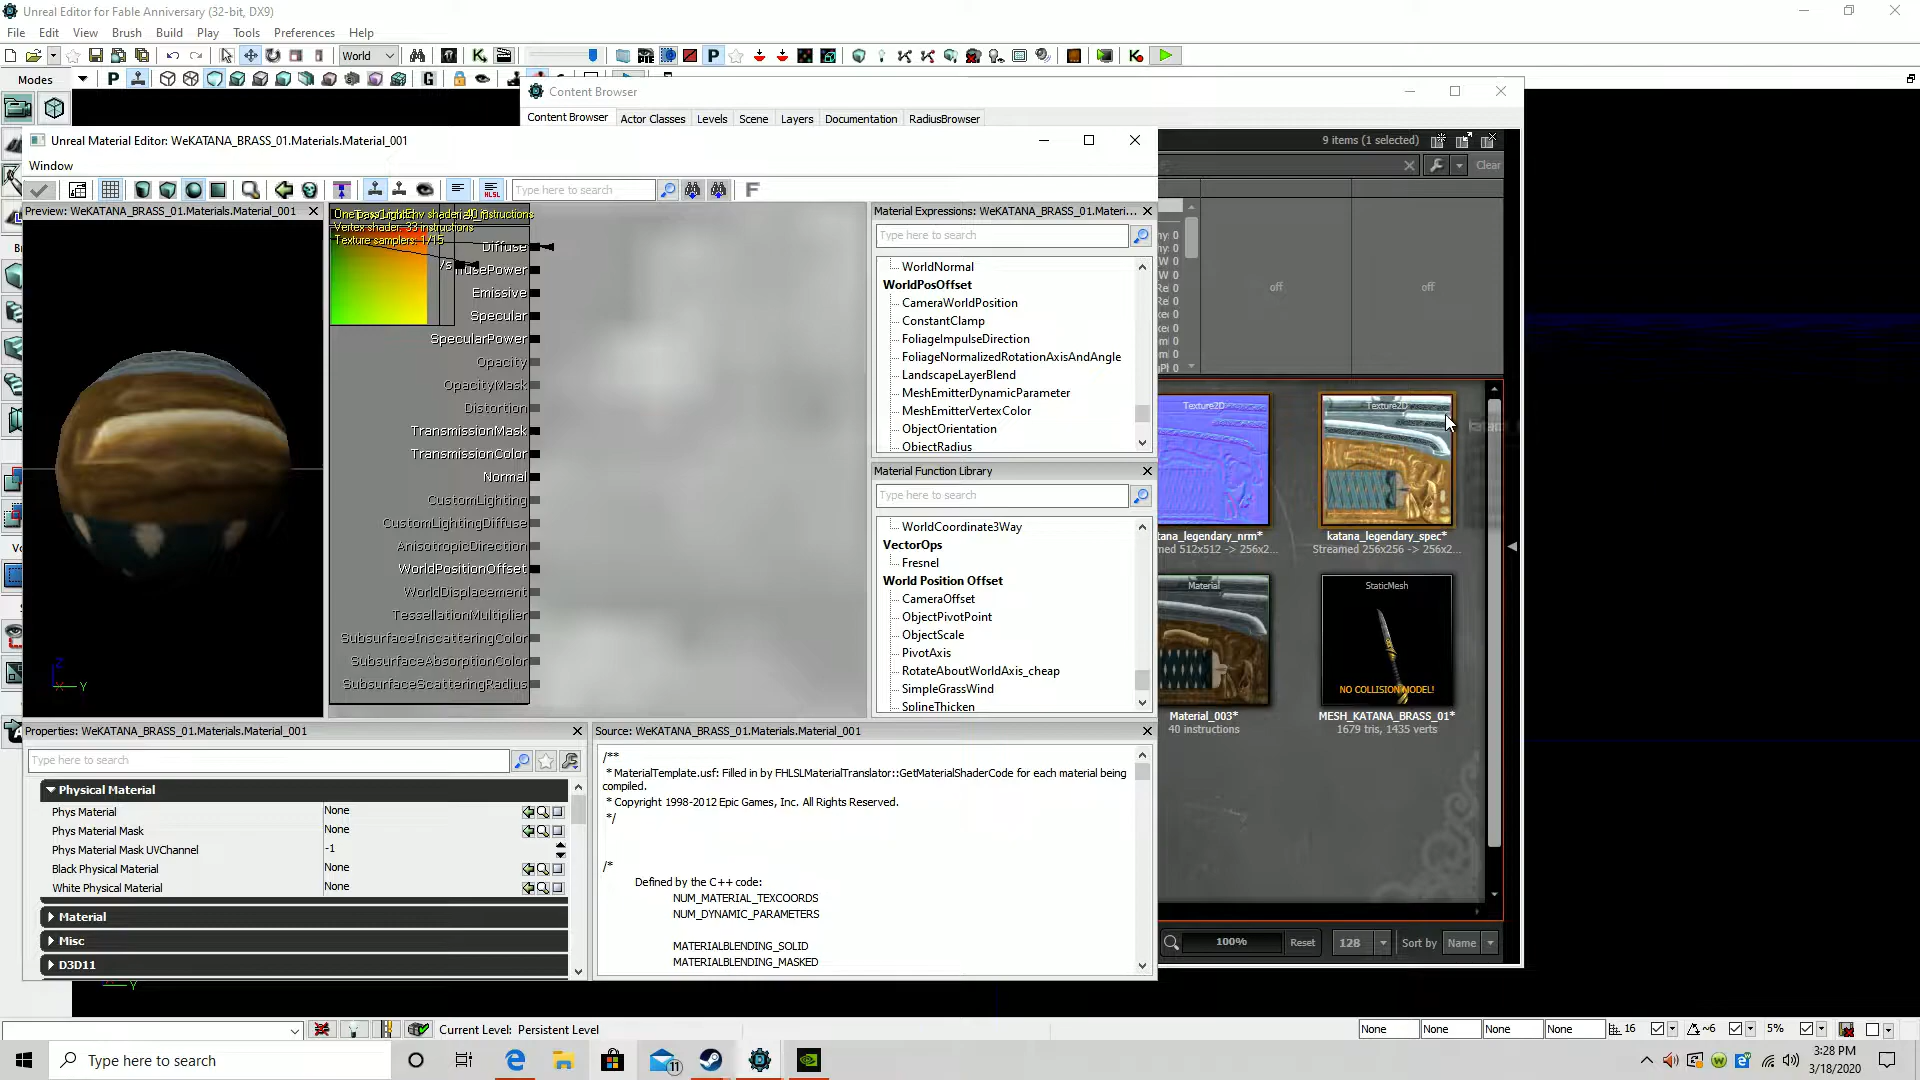 Unreal Editor for Fable Anniversary (32-bit, DX9)
File Edit View Brush Build Play Tools Preferences Help
World
Modes
Content Browser
Content Browser Actor Classes Levels Scene Layers Documentation RadiusBrowser
Unreal Material Editor: WeKATANA_BRASS_01.Materials.Material_001
9 items (1 selected)
Window
Clear
Type here to search
HLSL
F
Preview: WeKATANA_BRASS_01.Materials.Material_001
Vertex shader: 33 instructions
Texture samplers: 1/15
Diffuse
Emissive
Specular
SpecularPower
Opacity
OpacityMask
Distortion
TransmissionMask
TransmissionColor
Normal
CustomLighting
CustomLightingDiffuse
AnisotropicDirection
WorldPositionOffset
WorldDisplacement
TessellationMultiplier
SubsurfaceInscatteringColor
SubsurfaceAbsorptionColor
SubsurfaceScatteringRadius
Z
X Y
Material Expressions: WeKATANA_BRASS_01.Materi...
Type here to search
WorldNormal
WorldPosOffset
CameraWorldPosition
ConstantClamp
FoliageImpulseDirection
FoliageNormalizedRotationAxisAndAngle
LandscapeLayerBlend
MeshEmitterDynamicParameter
MeshEmitterVertexColor
ObjectOrientation
ObjectRadius
Material Function Library
Type here to search
WorldCoordinate3Way
VectorOps
Fresnel
World Position Offset
CameraOffset
ObjectPivotPoint
ObjectScale
PivotAxis
RotateAboutWorldAxis_cheap
SimpleGrassWind
SplineThicken
off off
Texture2D Texture2D
tana_legendary_nrm* katana_legendary_spec*
med 512x512 -> 256x2... Streamed 256x256 -> 256x2...
Material StaticMesh
NO COLLISION MODEL!
Material_003* MESH_KATANA_BRASS_01*
40 instructions 1679 tris, 1435 verts
100% Reset 128 Sort by Name
Properties: WeKATANA_BRASS_01.Materials.Material_001
Type here to search
Physical Material
Phys Material None
Phys Material Mask None
Phys Material Mask UVChannel -1
Black Physical Material None
White Physical Material None
Material
Misc
D3D11
Source: WeKATANA_BRASS_01.Materials.Material_001
/**
* MaterialTemplate.usf: Filled in by FHLSLMaterialTranslator::GetMaterialShaderCode for each material being
compiled.
* Copyright 1998-2012 Epic Games, Inc. All Rights Reserved.
*/
/*
Defined by the C++ code:
NUM_MATERIAL_TEXCOORDS
NUM_DYNAMIC_PARAMETERS
MATERIALBLENDING_SOLID
MATERIALBLENDING_MASKED
Y
Current Level: Persistent Level
None None None None 16 ~6 5%
Type here to search
11
3:28 PM
3/18/2020